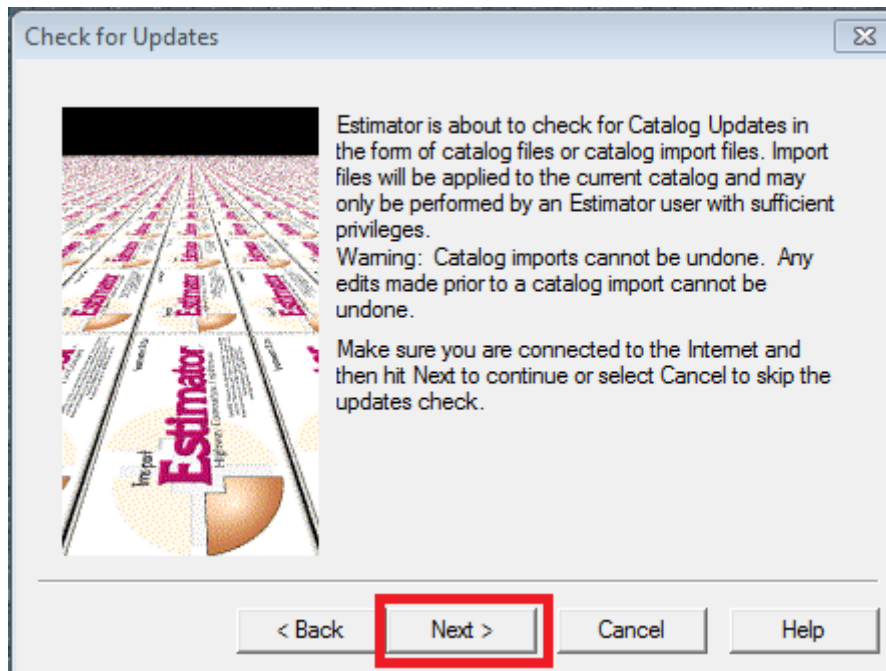 Check for Updates
Estimator is about to check for Catalog Updates in
the form of catalog files or catalog import files. Import
files will be applied to the current catalog and may
only be performed by an Estimator user with sufficient
privileges.
Warning: Catalog imports cannot be undone. Any
edits made prior to a catalog import cannot be
undone.
Make sure you are connected to the Internet and
then hit Next to continue or select Cancel to skip the
updates check.
Estimator
< Back
Next >
Cancel
Help